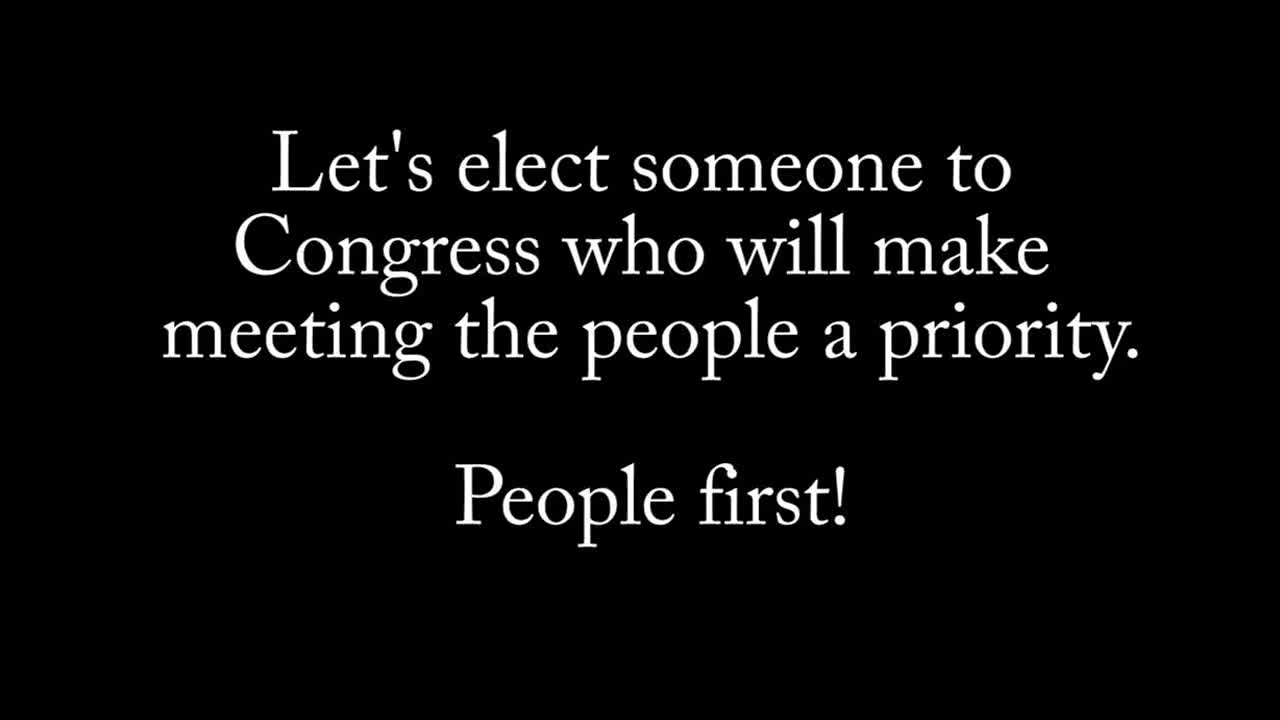 Let's elect someone to
Congress who will make
meeting the people a priority.
People first!